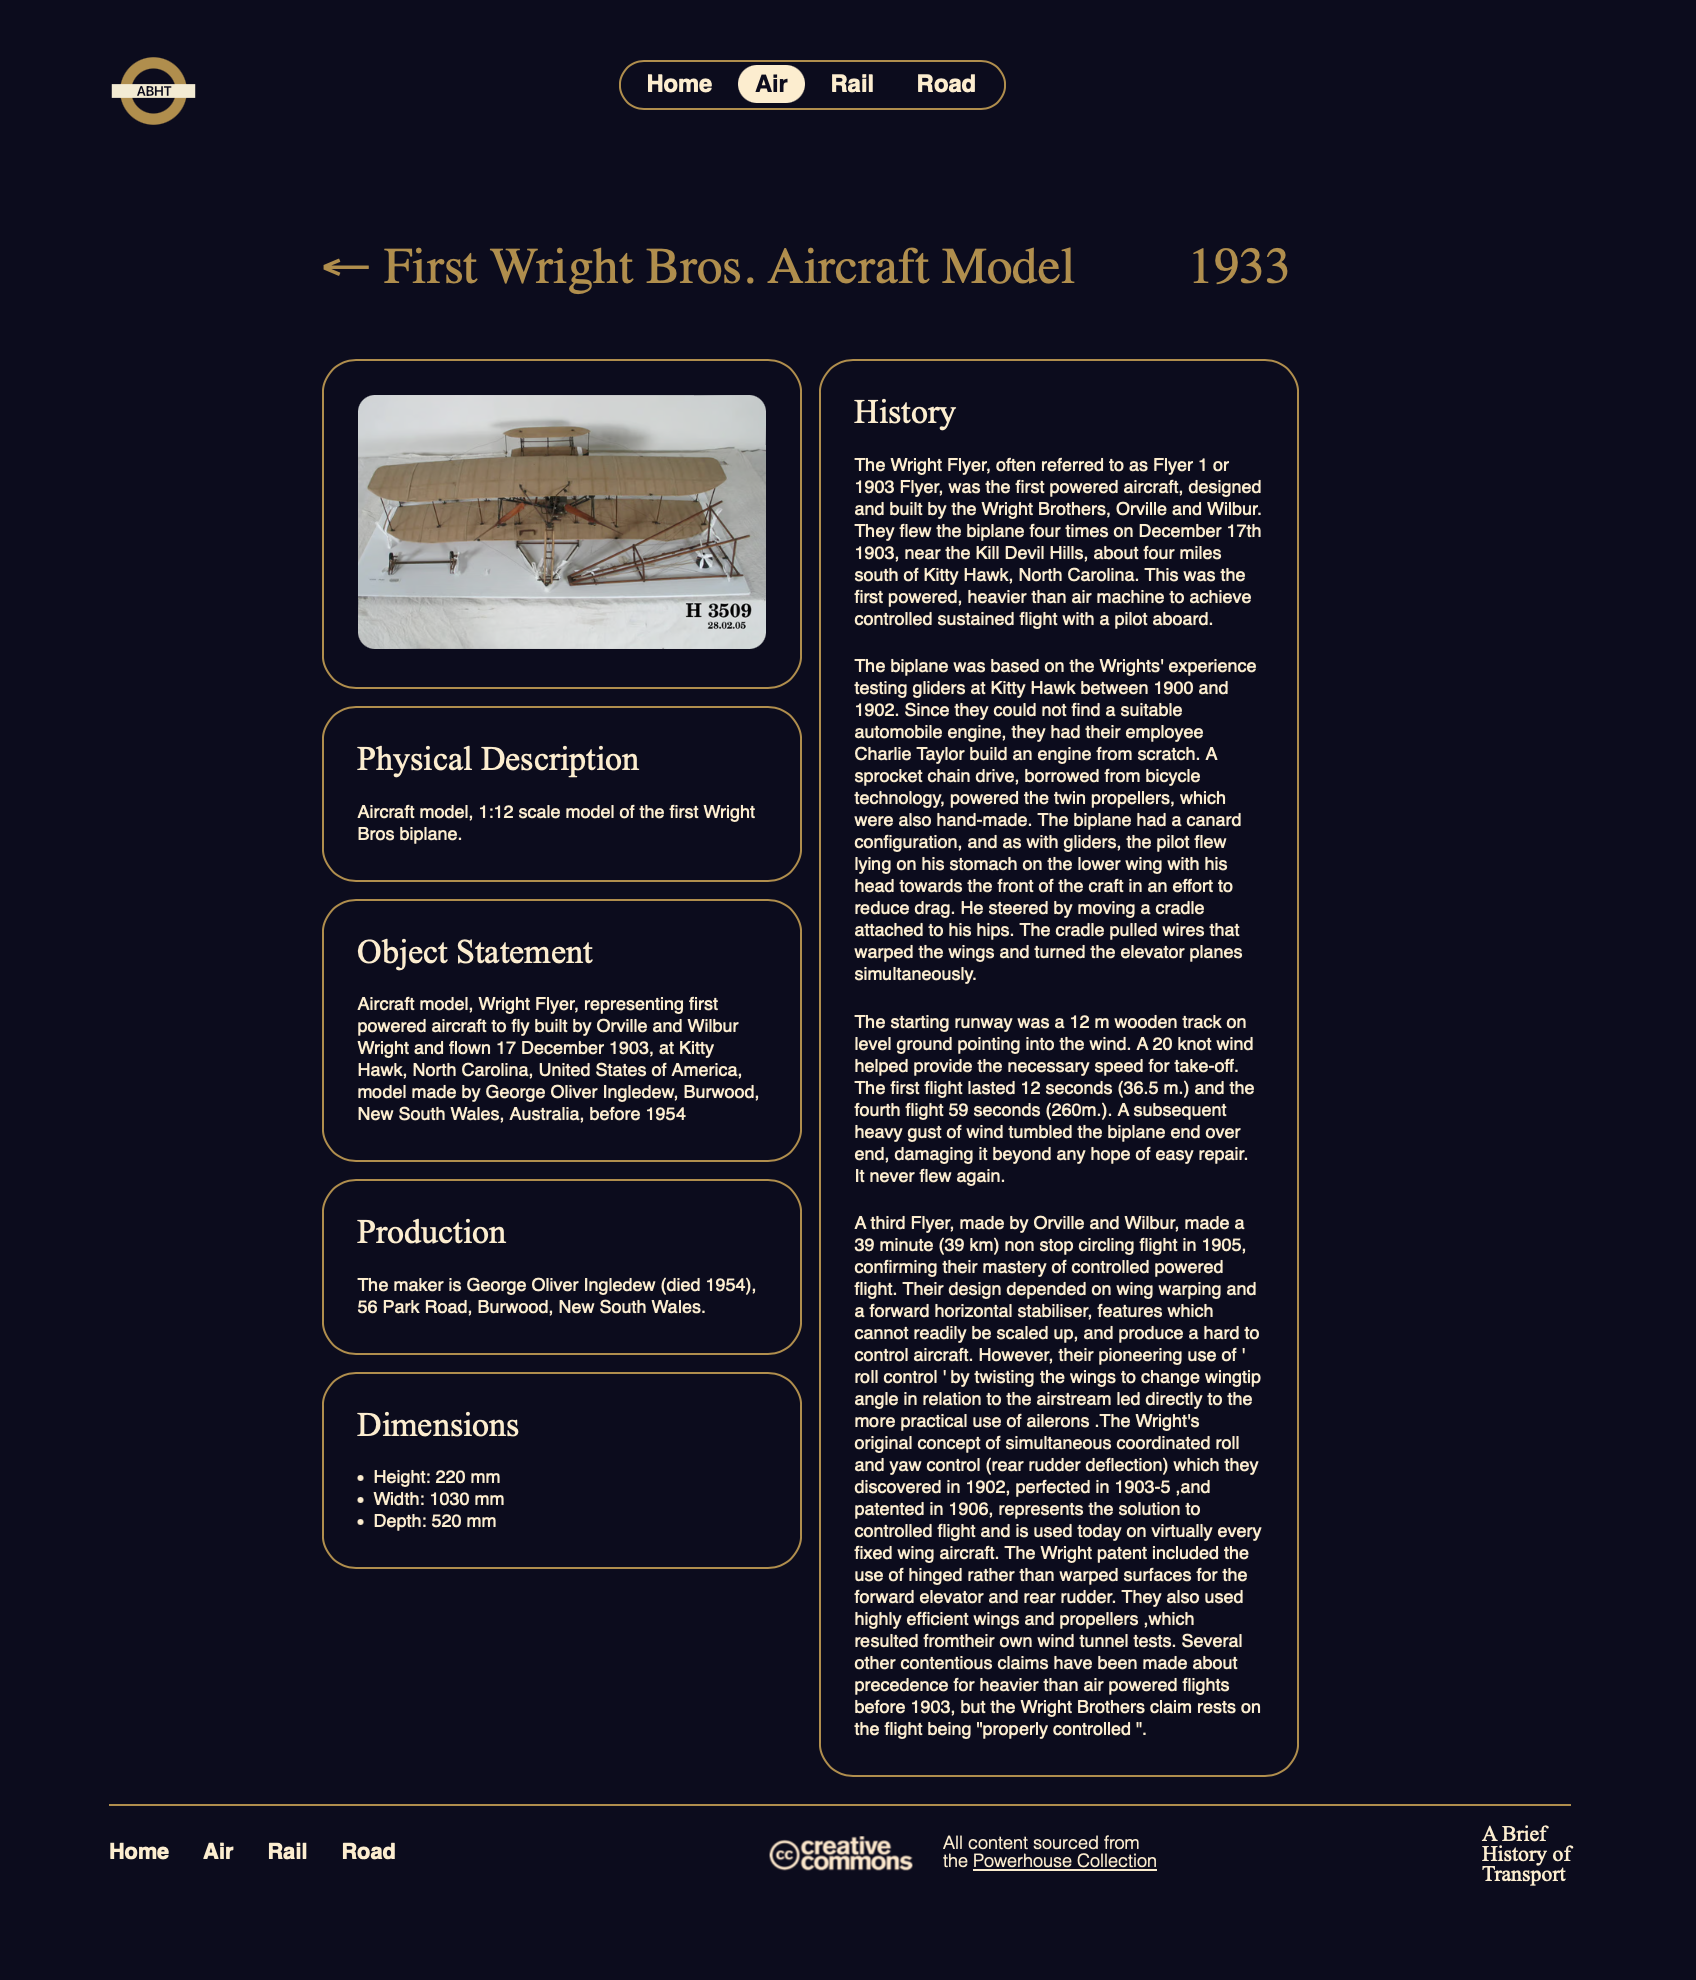 ABHT
Home Air Rail Road
← First Wright Bros. Aircraft Model 1933
H 3509
28.02.05
Physical Description
Aircraft model, 1:12 scale model of the first Wright
Bros biplane.
Object Statement
Aircraft model, Wright Flyer, representing first
powered aircraft to fly built by Orville and Wilbur
Wright and flown 17 December 1903, at Kitty
Hawk, North Carolina, United States of America,
model made by George Oliver Ingledew, Burwood,
New South Wales, Australia, before 1954
Production
The maker is George Oliver Ingledew (died 1954),
56 Park Road, Burwood, New South Wales.
Dimensions
• Height: 220 mm
• Width: 1030 mm
• Depth: 520 mm
History
The Wright Flyer, often referred to as Flyer 1 or
1903 Flyer, was the first powered aircraft, designed
and built by the Wright Brothers, Orville and Wilbur.
They flew the biplane four times on December 17th
1903, near the Kill Devil Hills, about four miles
south of Kitty Hawk, North Carolina. This was the
first powered, heavier than air machine to achieve
controlled sustained flight with a pilot aboard.
The biplane was based on the Wrights' experience
testing gliders at Kitty Hawk between 1900 and
1902. Since they could not find a suitable
automobile engine, they had their employee
Charlie Taylor build an engine from scratch. A
sprocket chain drive, borrowed from bicycle
technology, powered the twin propellers, which
were also hand-made. The biplane had a canard
configuration, and as with gliders, the pilot flew
lying on his stomach on the lower wing with his
head towards the front of the craft in an effort to
reduce drag. He steered by moving a cradle
attached to his hips. The cradle pulled wires that
warped the wings and turned the elevator planes
simultaneously.
The starting runway was a 12 m wooden track on
level ground pointing into the wind. A 20 knot wind
helped provide the necessary speed for take-off.
The first flight lasted 12 seconds (36.5 m.) and the
fourth flight 59 seconds (260m.). A subsequent
heavy gust of wind tumbled the biplane end over
end, damaging it beyond any hope of easy repair.
It never flew again.
A third Flyer, made by Orville and Wilbur, made a
39 minute (39 km) non stop circling flight in 1905,
confirming their mastery of controlled powered
flight. Their design depended on wing warping and
a forward horizontal stabiliser, features which
cannot readily be scaled up, and produce a hard to
control aircraft. However, their pioneering use of '
roll control ' by twisting the wings to change wingtip
angle in relation to the airstream led directly to the
more practical use of ailerons .The Wright's
original concept of simultaneous coordinated roll
and yaw control (rear rudder deflection) which they
discovered in 1902, perfected in 1903-5 ,and
patented in 1906, represents the solution to
controlled flight and is used today on virtually every
fixed wing aircraft. The Wright patent included the
use of hinged rather than warped surfaces for the
forward elevator and rear rudder. They also used
highly efficient wings and propellers ,which
resulted fromtheir own wind tunnel tests. Several
other contentious claims have been made about
precedence for heavier than air powered flights
before 1903, but the Wright Brothers claim rests on
the flight being "properly controlled ".
Home Air Rail Road
cc creative
commons
All content sourced from
the Powerhouse Collection
A Brief
History of
Transport